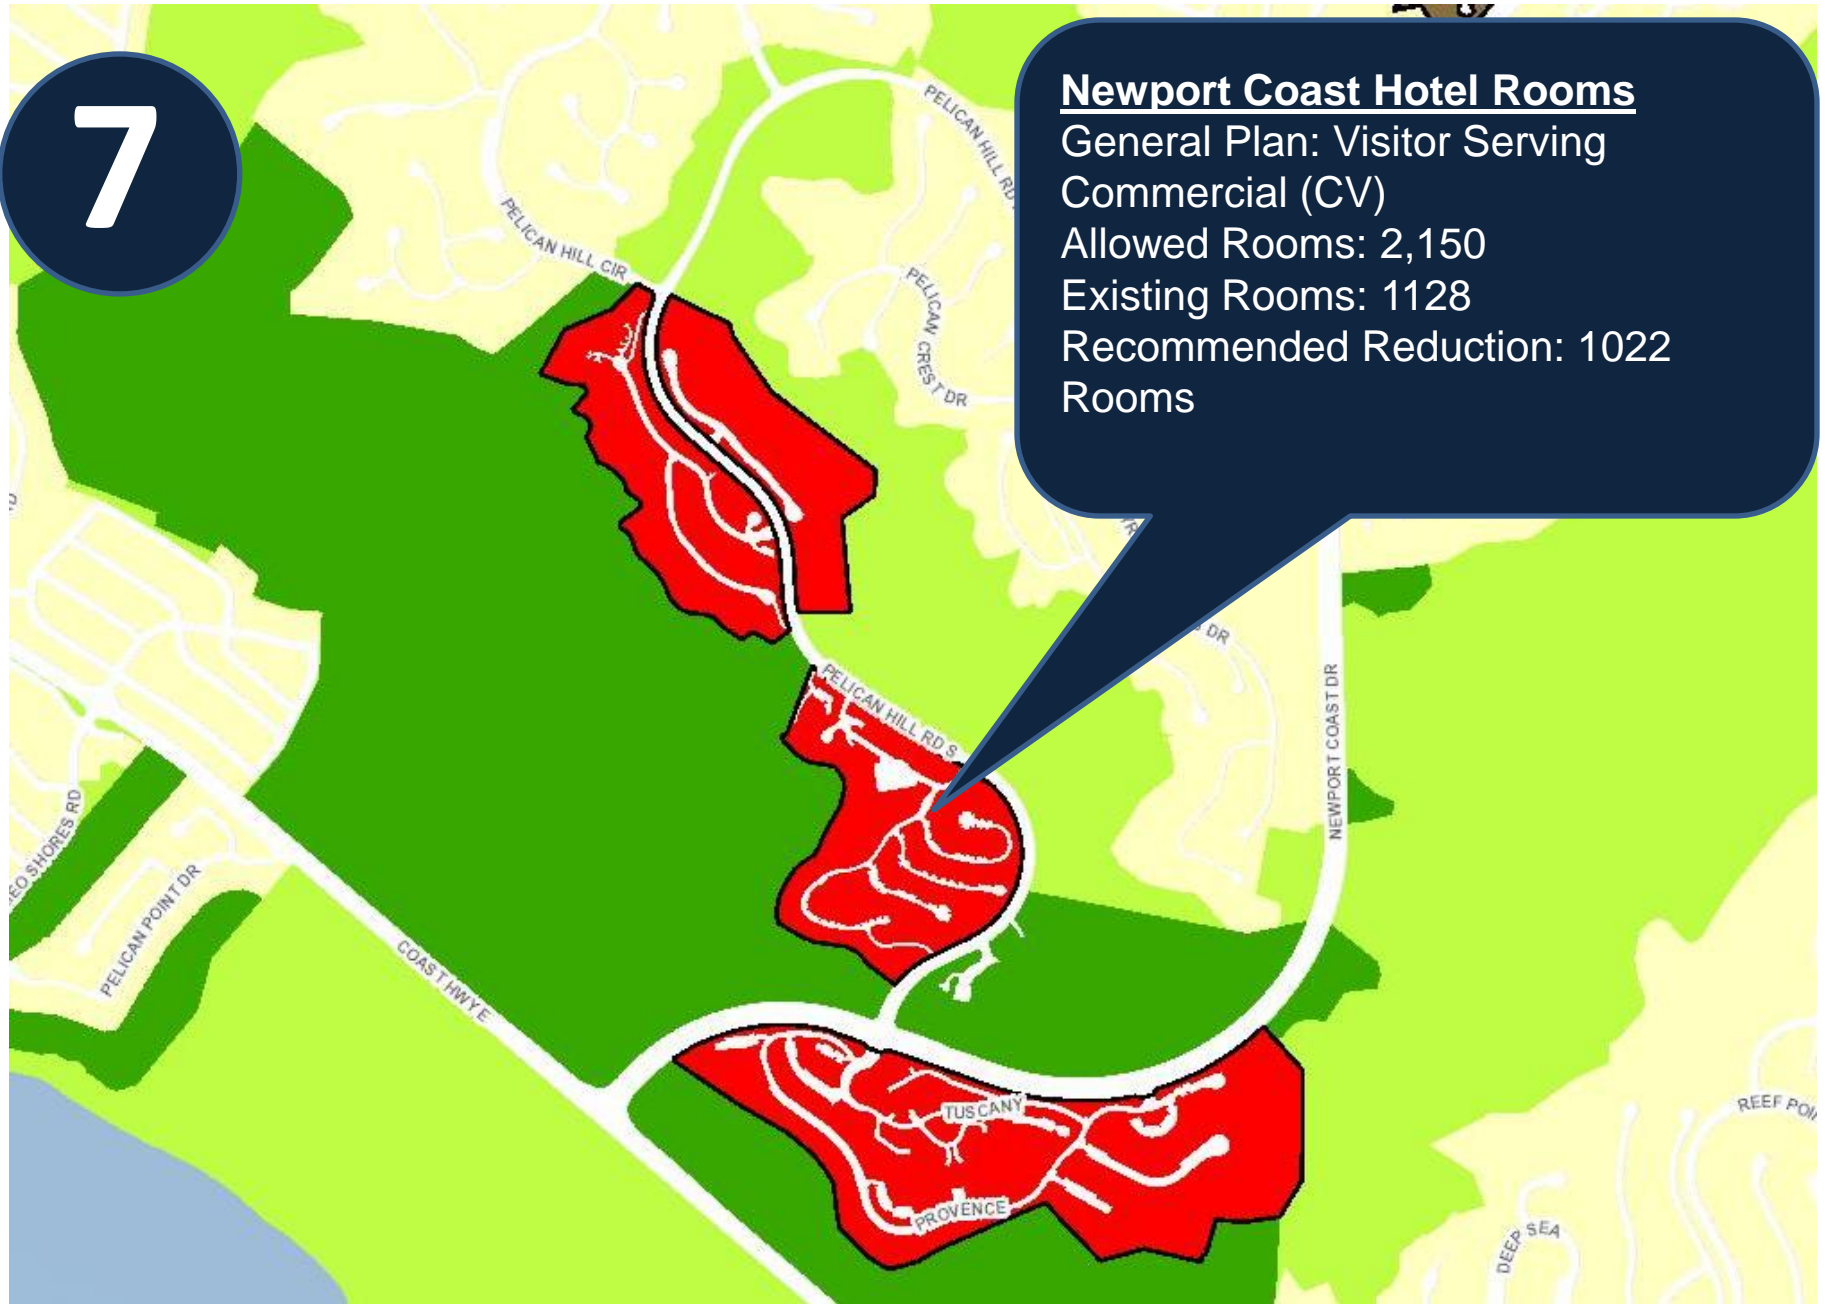 7
Newport Coast Hotel Rooms
General Plan: Visitor Serving
Commercial (CV)
Allowed Rooms: 2,150
Existing Rooms: 1128
Recommended Reduction: 1022
Rooms
PELICAN HILL RD
PELICAN HILL CIR
PELICAN CREST DR
DR
PELICAN HILL RD S
NEWPORT COAST DR
SHORES RD
PELICAN POINT DR
COAST HWY E
TUSCANY
PROVENCE
REEF
DEEP SEA